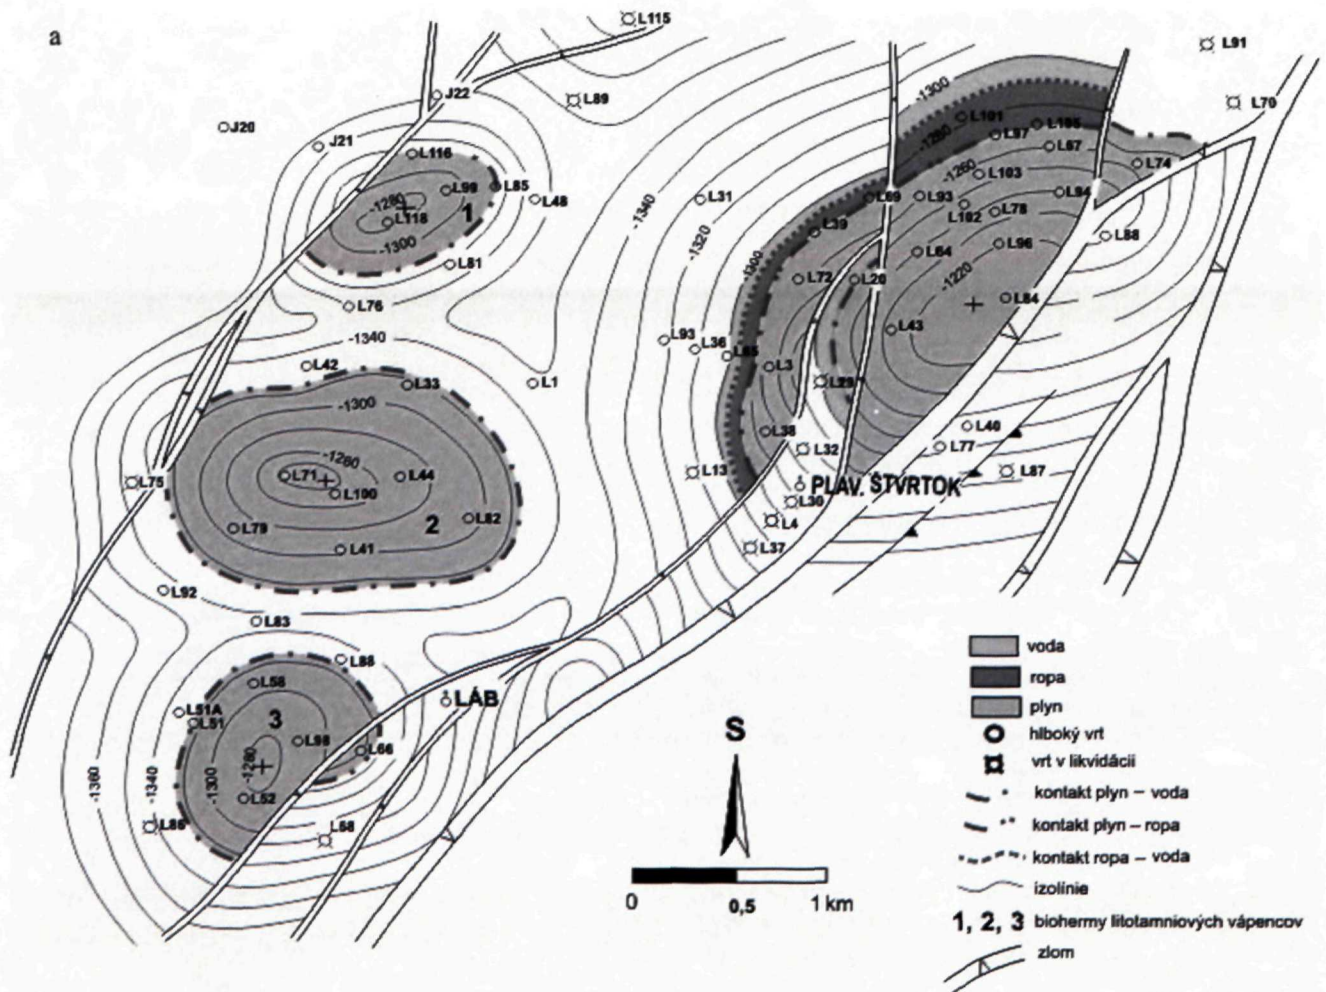 a
L115
L91
J22
L89
L70
J20
L101
L105
J21
L97
L116
L67
-1300
-1280
L74
-1260
L103
L99
L85
L48
L31
L69
L93
L94
-1280
1
-1340
L102
L78
L118
L39
L88
-1300
-1320
L64
L96
L81
-1300
L72
L20
-1220
L76
L84
L43
-1340
L93
L36
L65
L42
L3
L33
L1
-1300
L40
L38
L77
-1280
L32
L71
L44
L13
L87
L75
PLAV. ŠTVRTOK
L100
L30
L79
2
L82
L4
L41
L37
L92
L83
voda
L88
ropa
L58
LÁB
plyn
L51A
L51
3
hlboký vrt
L98
S
L66
vrt v likvidácii
-1280
-1360
-1340
-1300
kontakt plyn – voda
L52
L86
L58
kontakt plyn – ropa
kontakt ropa – voda
izolínie
0 0,5 1 km
1, 2, 3 biohermy litotamniových vápencov
zlom